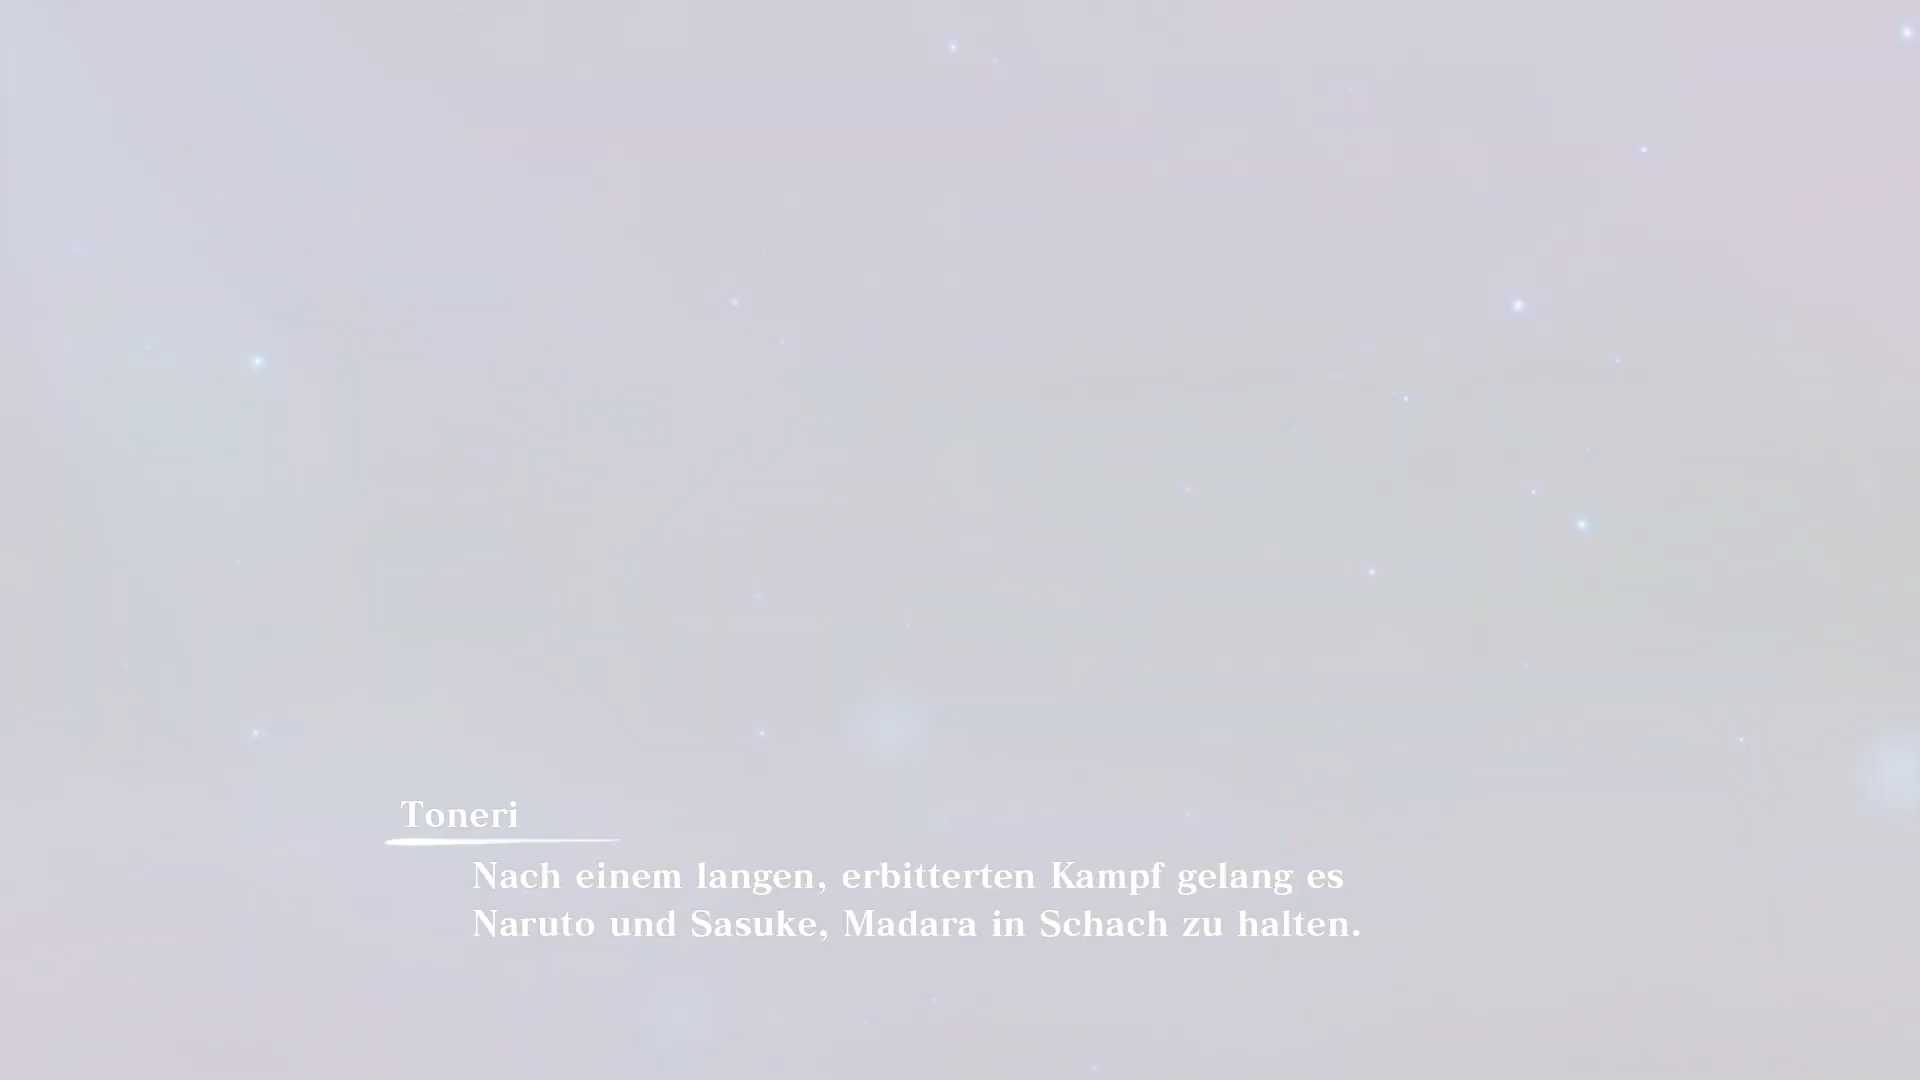 Toneri
Nach einem langen, erbitterten Kampf gelang es
Naruto und Sasuke, Madara in Schach zu halten.